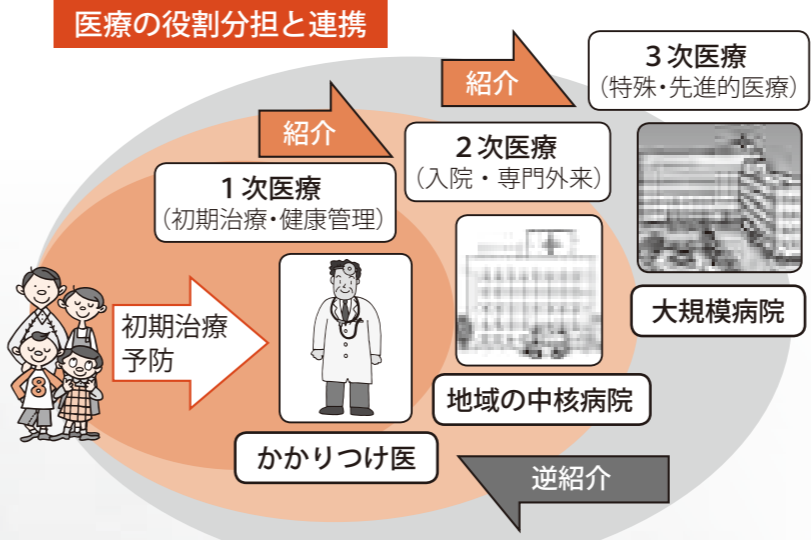 医療の役割分担と連携
3次医療
(特殊・先進的医療)
紹介
2次医療
(入院・専門外来)
紹介
1次医療
(初期治療・健康管理)
初期治療
予防
8
大規模病院
地域の中核病院
かかりつけ医
逆紹介